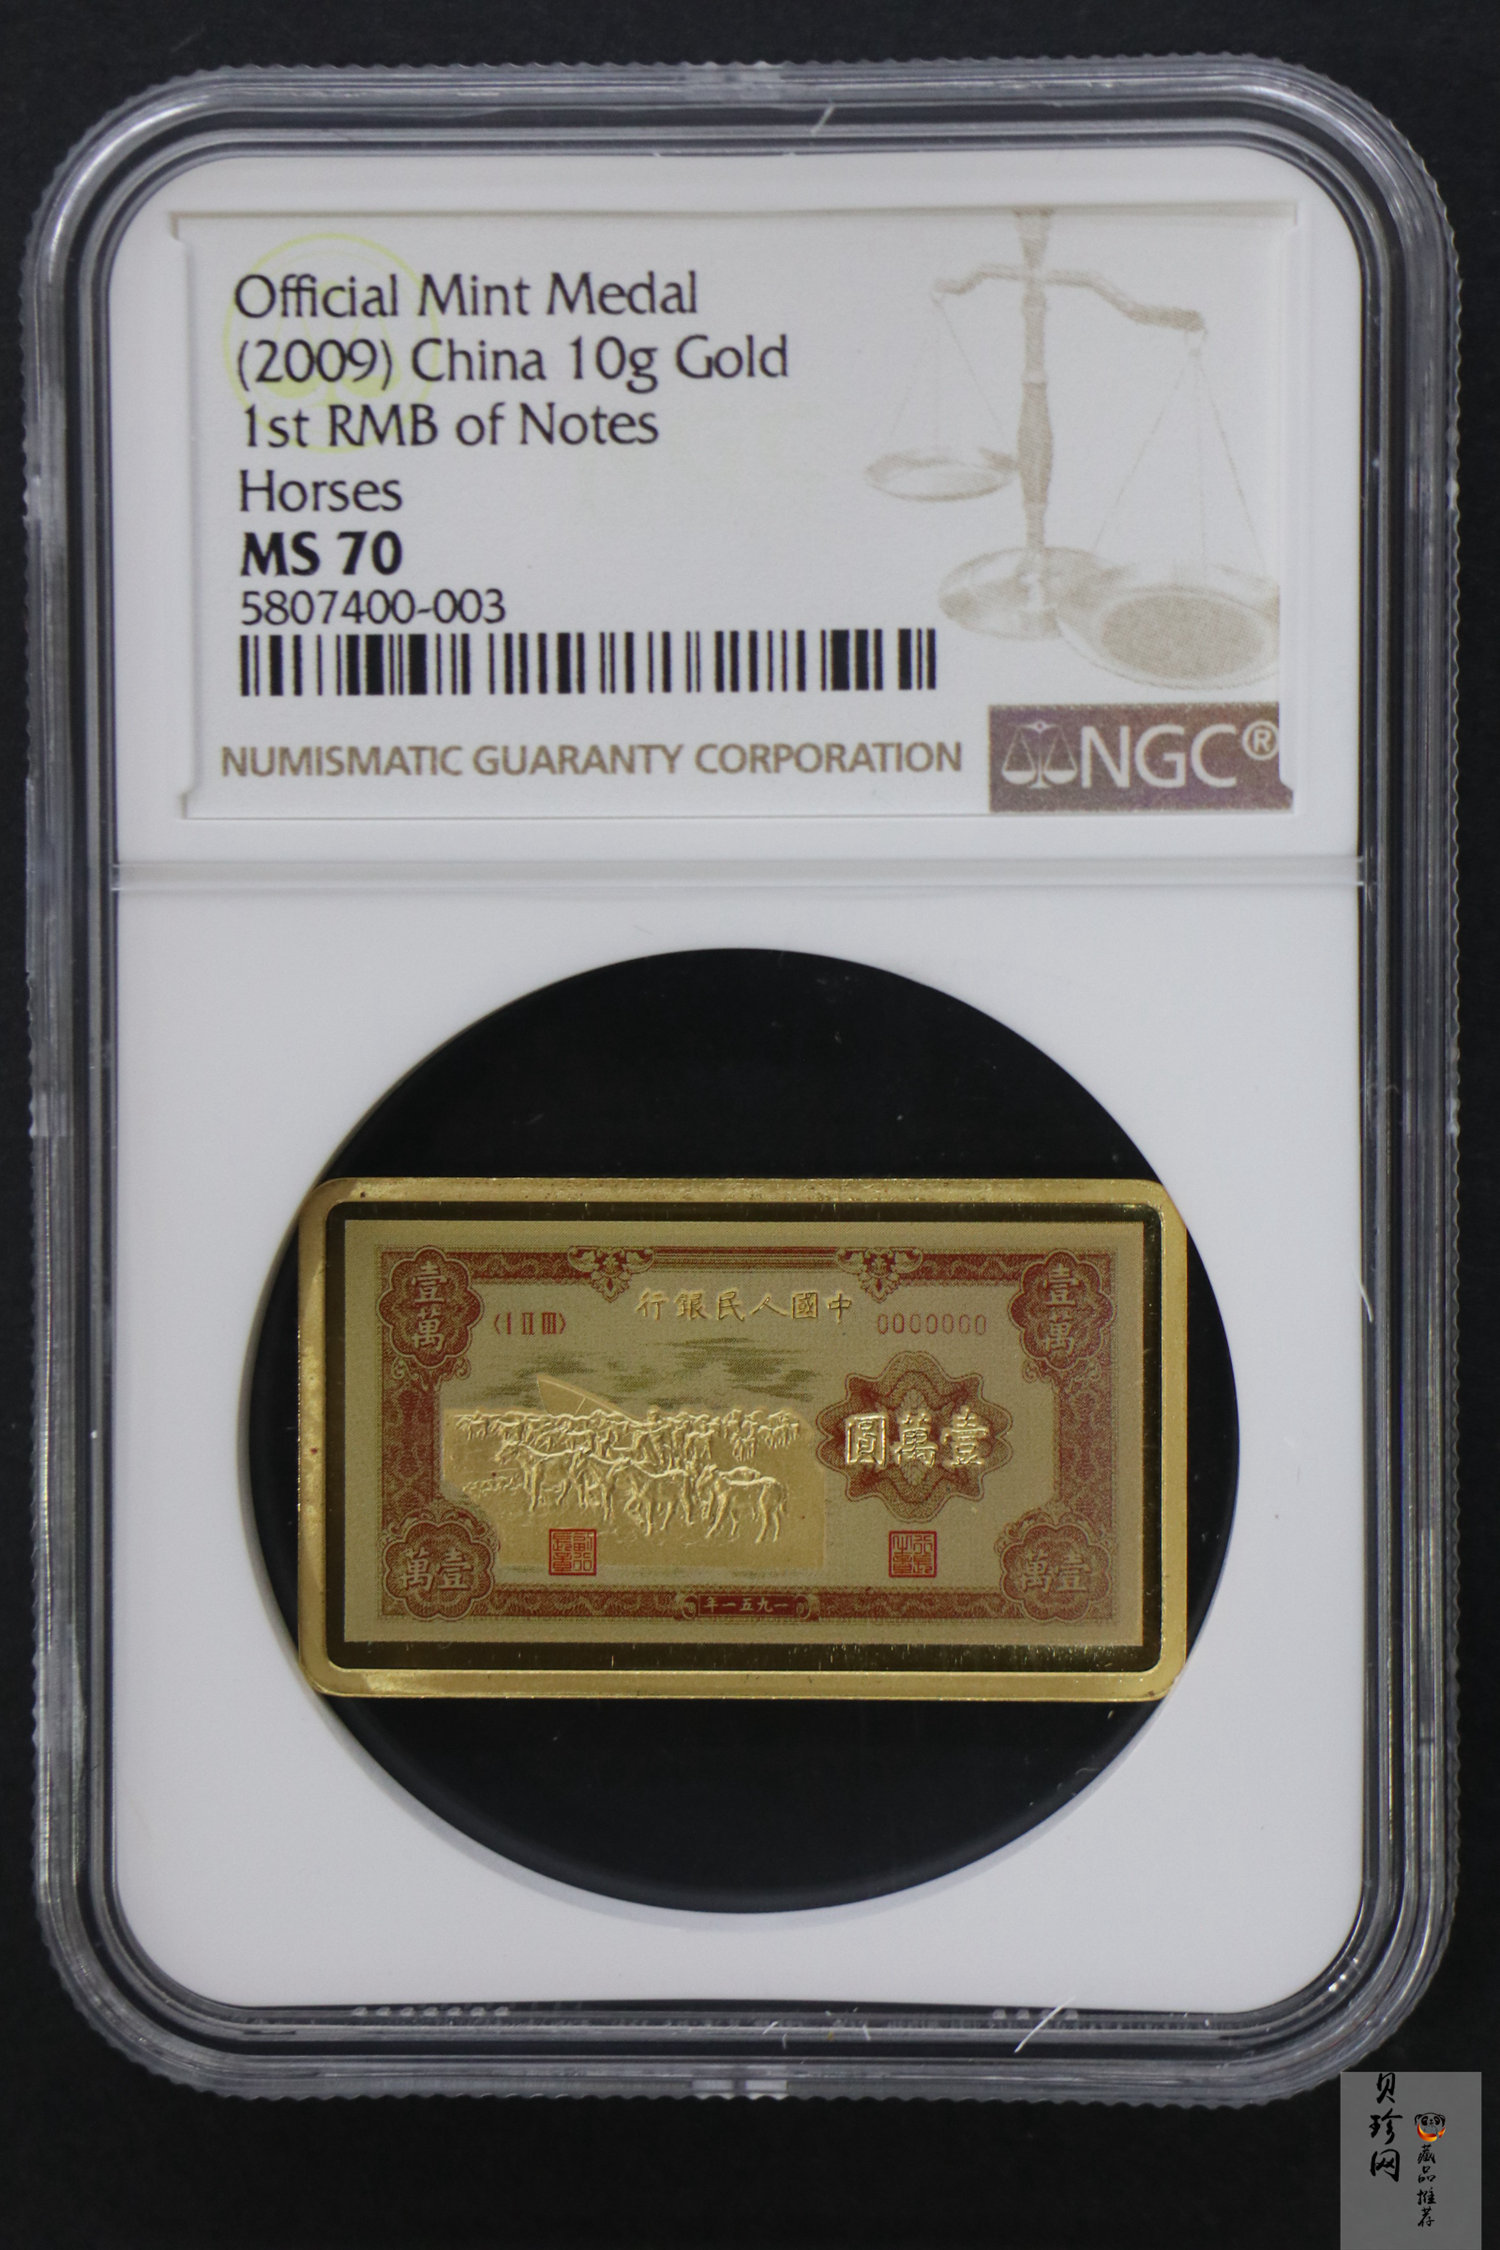 Official Mint Medal
(2009) China 10g Gold
1st RMB of Notes
Horses
MS 70
5807400-003
NUMISMATIC GUARANTY CORPORATION
NGC®
壹萬
壹萬
行銀民人國中
〈I II III〉
0000000
圓萬壹
萬壹
萬壹
年一五九一
贝珍网
藏品推荐